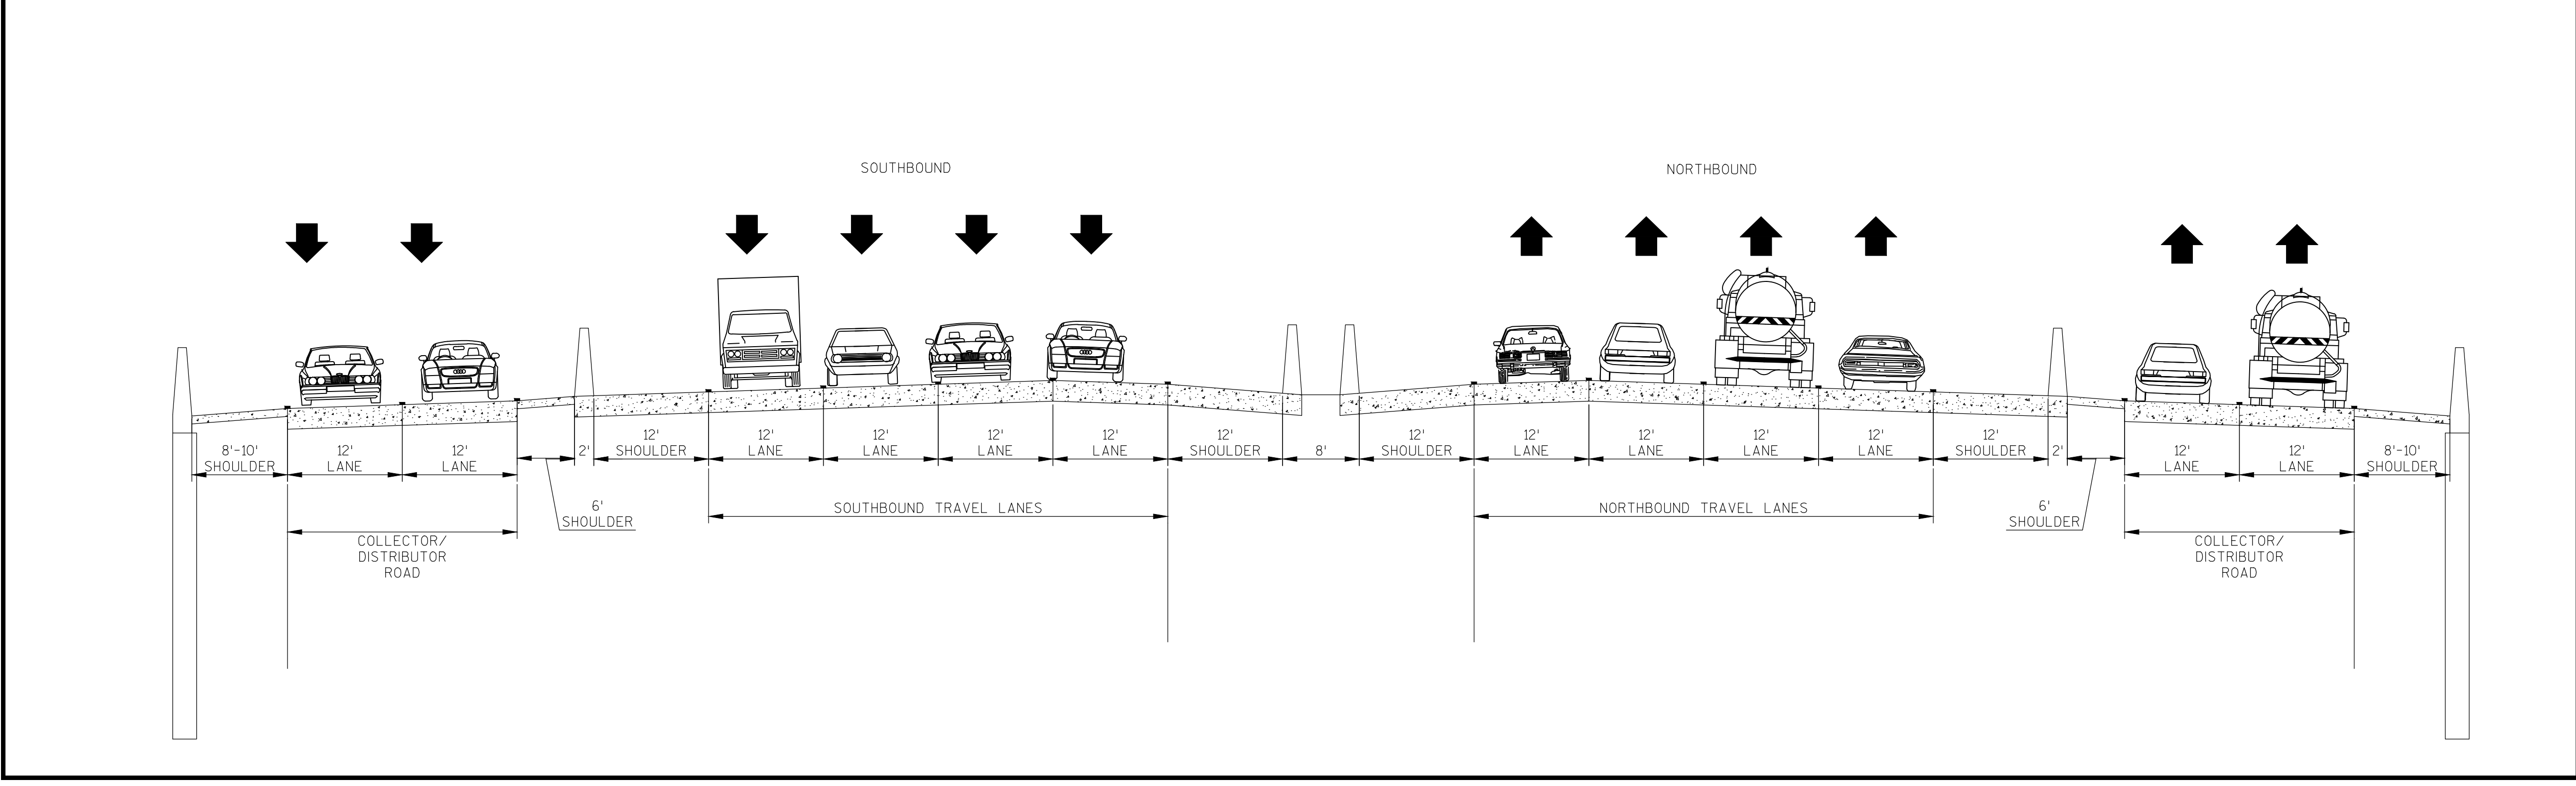 SOUTHBOUND
NORTHBOUND
8'-10'
SHOULDER
12'
LANE
12'
LANE
6'
SHOULDER
2'
12'
SHOULDER
12'
LANE
12'
LANE
12'
LANE
12'
LANE
12'
SHOULDER
8'
12'
SHOULDER
12'
LANE
12'
LANE
12'
LANE
12'
LANE
12'
SHOULDER
2'
6'
SHOULDER
12'
LANE
12'
LANE
8'-10'
SHOULDER
SOUTHBOUND TRAVEL LANES
NORTHBOUND TRAVEL LANES
COLLECTOR/
DISTRIBUTOR
ROAD
COLLECTOR/
DISTRIBUTOR
ROAD